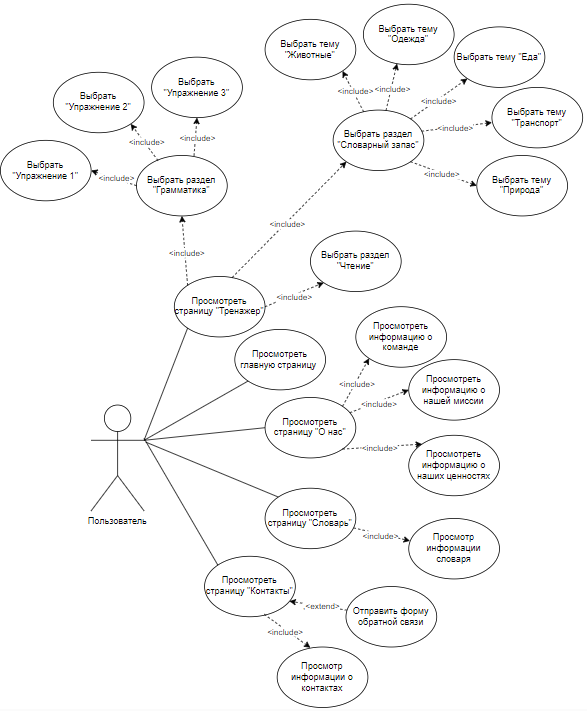 Выбрать тему
"Животные"
Выбрать тему
"Одежда"
Выбрать тему "Еда"
Выбрать
"Упражнение 2"
Выбрать
"Упражнение 3"
<include>
<include>
<include>
Выбрать тему
"Транспорт"
Выбрать раздел
"Словарный запас"
<include>
<include>
<include>
Выбрать
"Упражнение 1"
<include>
Выбрать раздел
"Грамматика"
<include>
Выбрать тему
"Природа"
<include>
<include>
Выбрать раздел
"Чтение"
Просмотреть
страницу "Тренажер"
<include>
Просмотреть
информацию о
команде
Просмотреть
главную страницу
<include>
Просмотреть
информацию о
нашей миссии
<include>
Просмотреть
страницу "О нас"
<include>
Просмотреть
информацию о
наших ценностях
Пользователь
Просмотреть
страницу "Словарь"
<include>
Просмотр
информации
словаря
Просмотреть
страницу "Контакты"
<extend>
Отправить форму
обратной связи
<include>
Просмотр
информации о
контактах